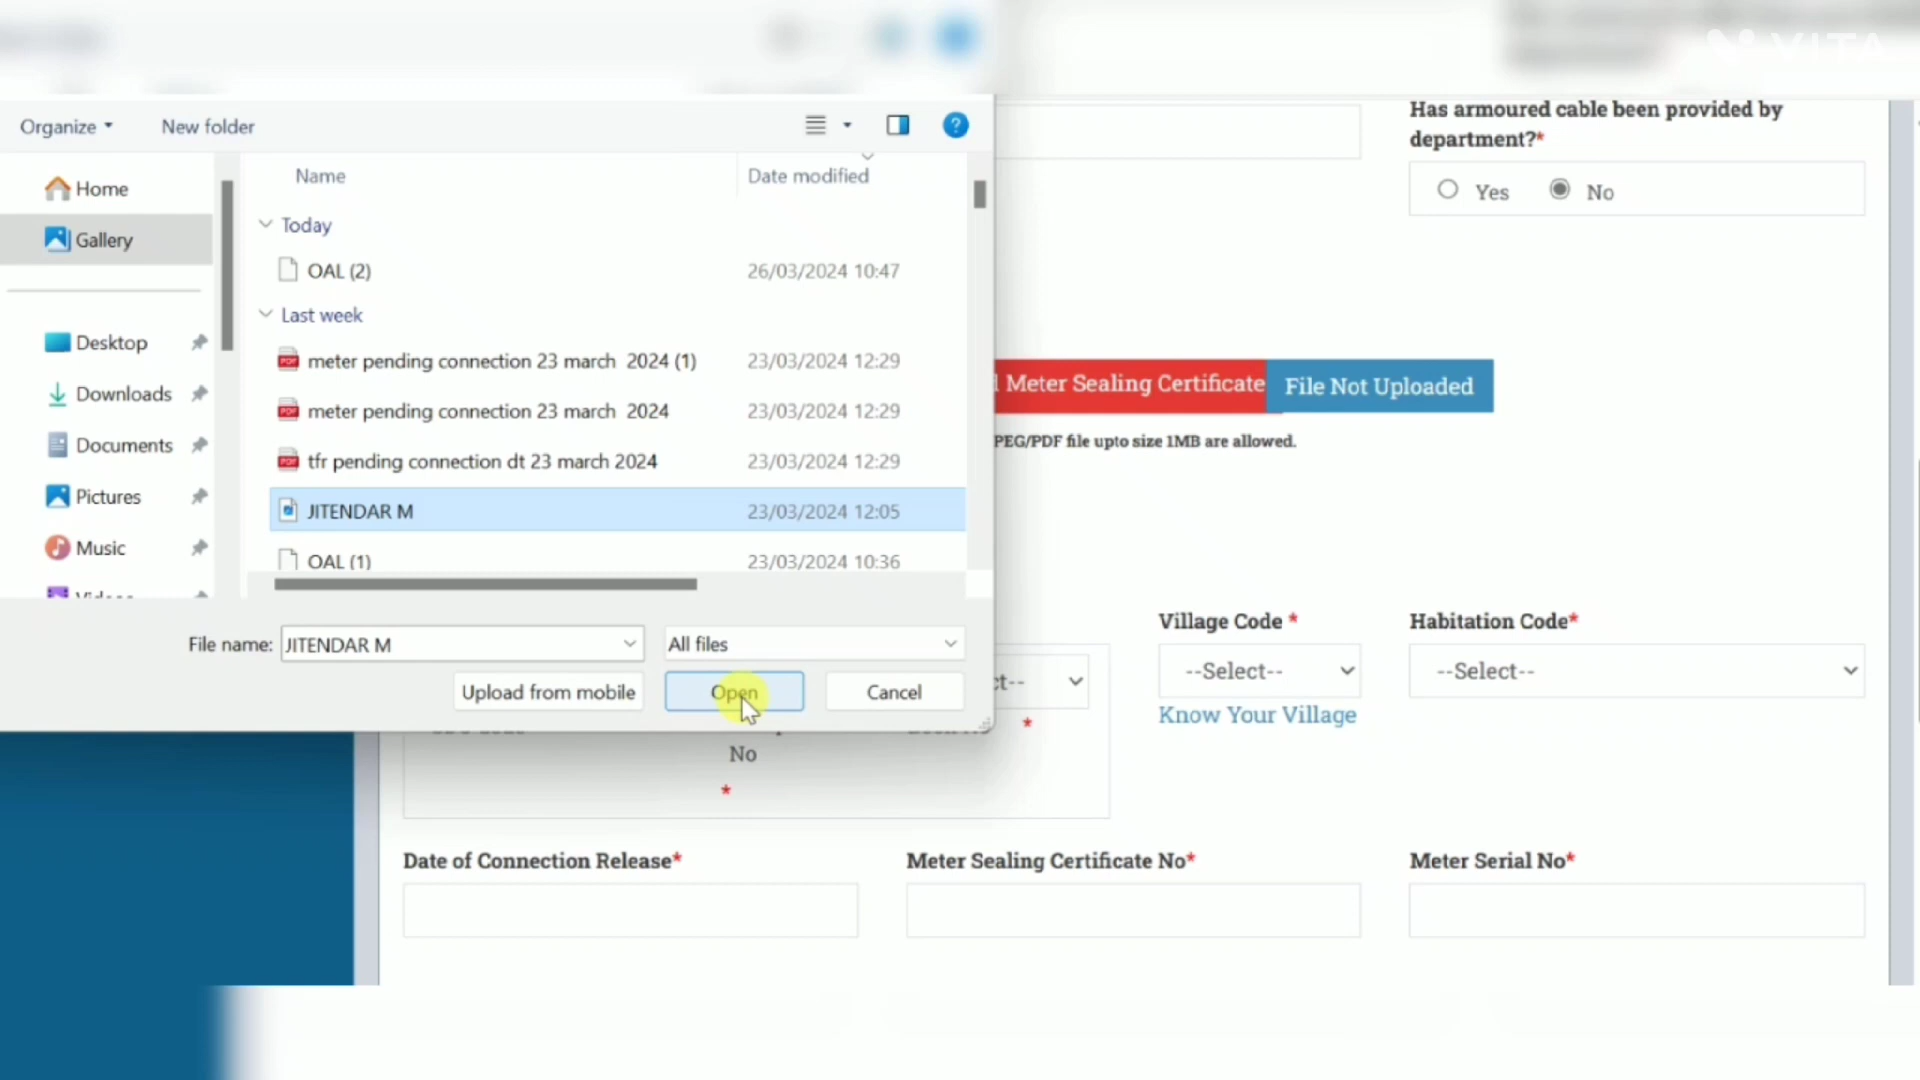 VITA
Organize
New folder
Home
Gallery
Desktop
Downloads
Documents
Pictures
Music
Name
Date modified
Today
OAL (2) 26/03/2024 10:47
Last week
meter pending connection 23 march 2024 (1) 23/03/2024 12:29
meter pending connection 23 march 2024 23/03/2024 12:29
tfr pending connection dt 23 march 2024 23/03/2024 12:29
JITENDAR M 23/03/2024 12:05
OAL (1) 23/03/2024 10:36
File name: JITENDAR M
All files
Upload from mobile
Open
Cancel
Has armoured cable been provided by
department?*
Yes
No
Meter Sealing Certificate
File Not Uploaded
PEG/PDF file upto size 1MB are allowed.
Village Code *
--Select--
Know Your Village
Habitation Code*
--Select--
ct--
*
No
*
Date of Connection Release*
Meter Sealing Certificate No*
Meter Serial No*